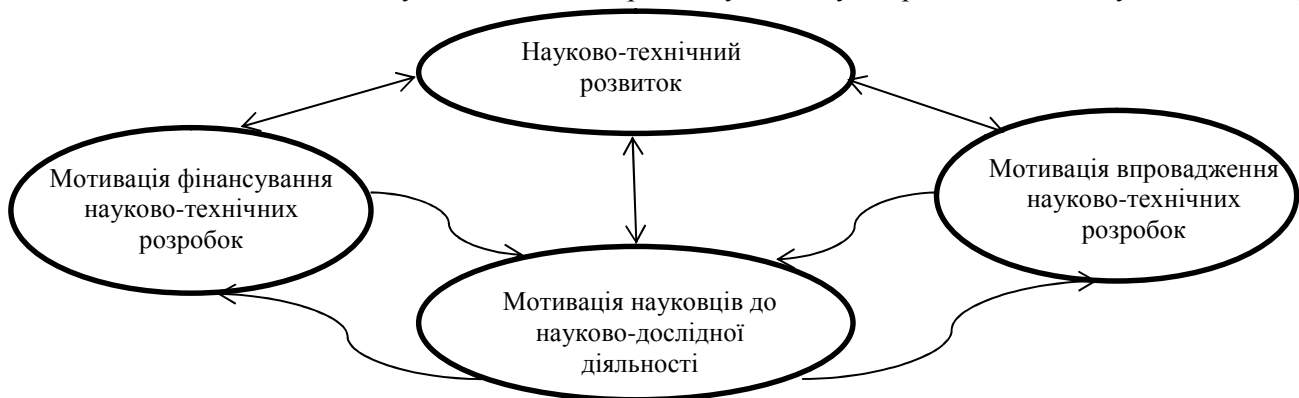 Науково-технічний
розвиток
Мотивація фінансування
науково-технічних
розробок
Мотивація впровадження
науково-технічних
розробок
Мотивація науковців до
науково-дослідної
діяльності